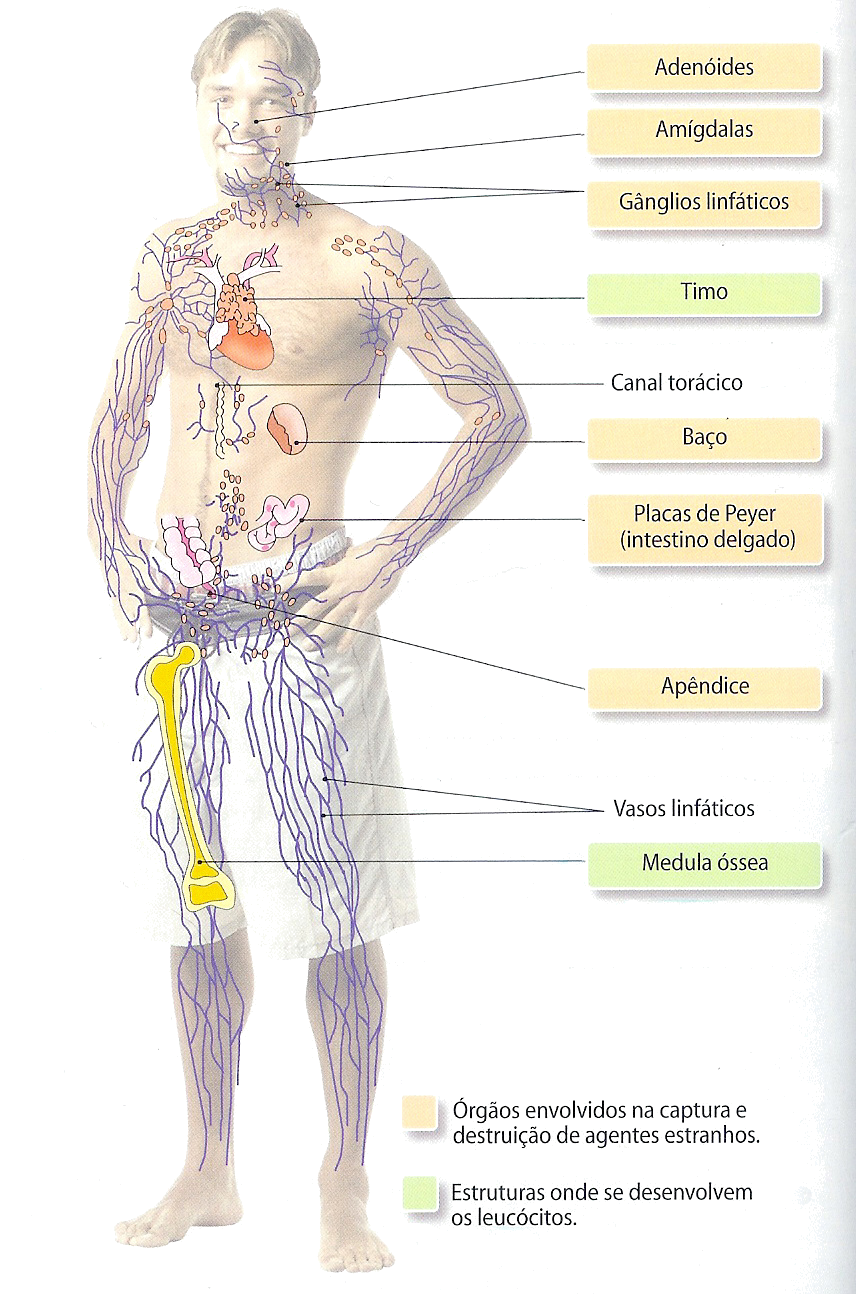 Adenóides
Amígdalas
Gânglios linfáticos
Timo
Canal torácico
Baço
Placas de Peyer
(intestino delgado)
Apêndice
Vasos linfáticos
Medula óssea
Órgãos envolvidos na captura e
destruição de agentes estranhos.
Estruturas onde se desenvolvem
os leucócitos.